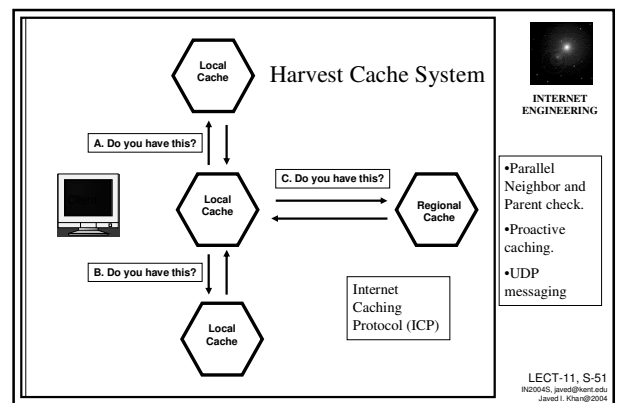 Harvest Cache System
Local
Cache
A. Do you have this?
Client
Local
Cache
C. Do you have this?
Regional
Cache
B. Do you have this?
Local
Cache
Internet
Caching
Protocol (ICP)
INTERNET
ENGINEERING
•Parallel
Neighbor and
Parent check.
•Proactive
caching.
•UDP
messaging
LECT-11, S-51
IN2004S, javed@kent.edu
Javed I. Khan@2004